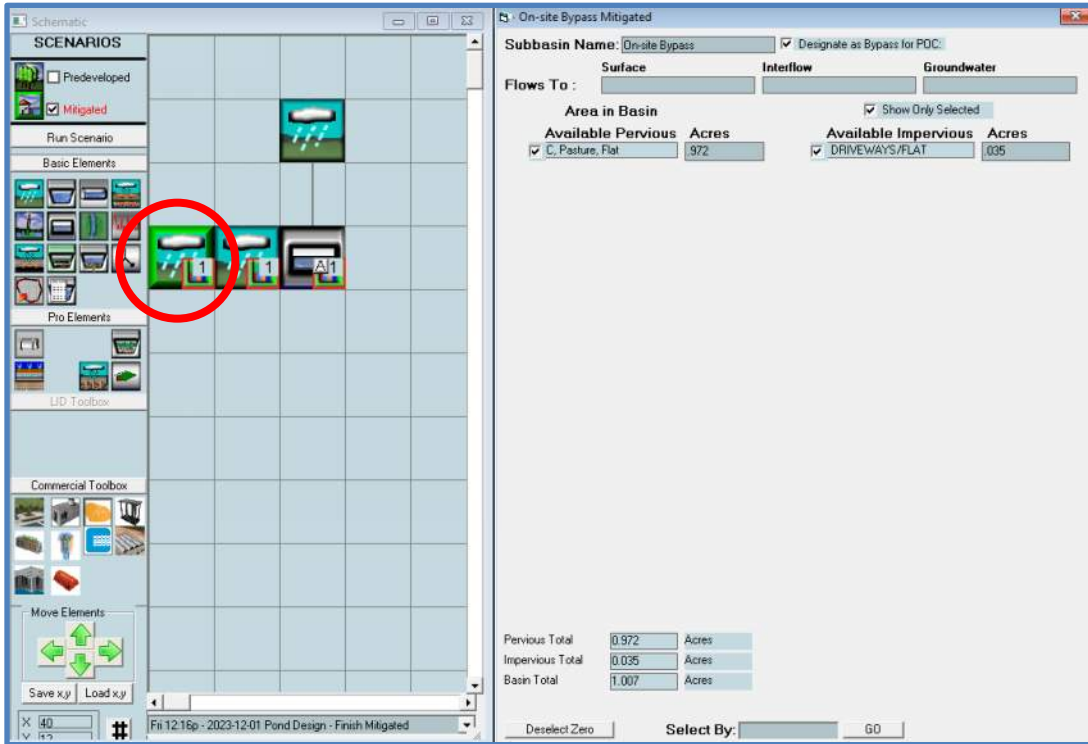 Schematic
SCENARIOS
Predeveloped
Mitigated
Run Scenario
Basic Elements
Pro Elements
LID Toolbox
Commercial Toolbox
Move Elements
Save x,y Load x,y
X 40
Y 12
#
1
1
A 1
Fri 12:16p - 2023-12-01 Pond Design - Finish Mitigated
On-site Bypass Mitigated
Subbasin Name: On-site Bypass Designate as Bypass for POC:
Surface Interflow Groundwater
Flows To :
Area in Basin Show Only Selected
Available Pervious Acres Available Impervious Acres
C, Pasture, Flat .972 DRIVEWAYS/FLAT .035
Pervious Total 0.972 Acres
Impervious Total 0.035 Acres
Basin Total 1.007 Acres
Deselect Zero Select By: GO